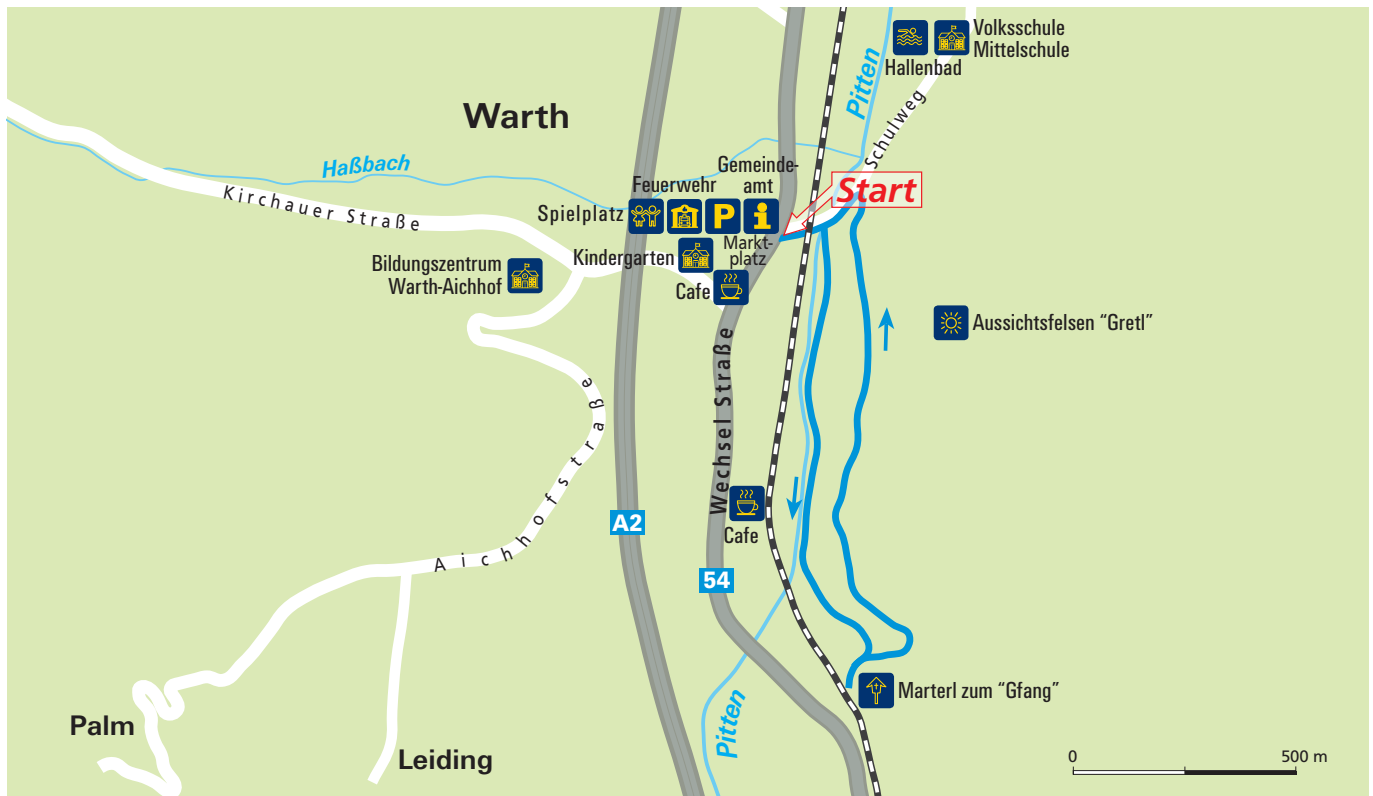 Volksschule
Mittelschule
Hallenbad
Pitten
Schulweg
Warth
Haßbach
Kirchauer Straße
Gemeinde-
amt
Feuerwehr
Start
Spielplatz
P
i
Markt-
platz
Kindergarten
Bildungszentrum
Warth-Aichhof
Cafe
Aussichtsfelsen “Gretl”
Wechsel Straße
Aichhofstraße
A2
Cafe
54
Marterl zum “Gfang”
Pitten
Palm
Leiding
0 500 m